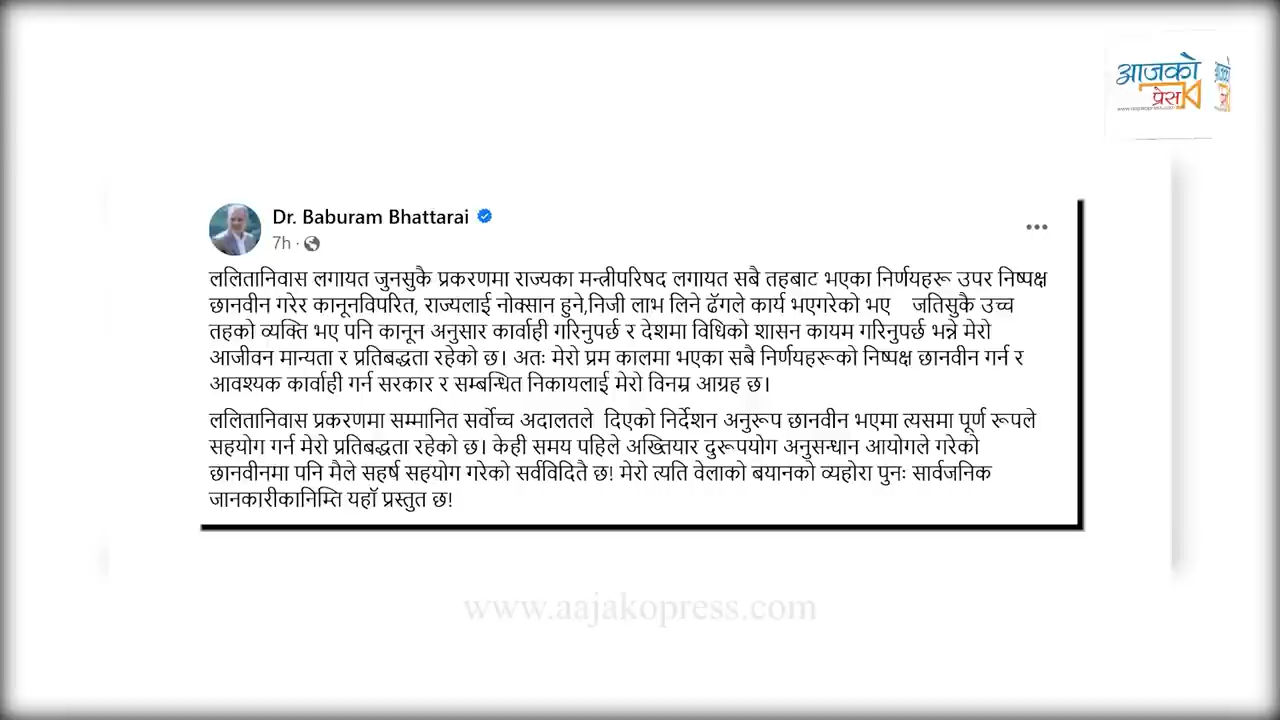 आजको
प्रेस
www.aajakopress.com
आजको
प्रेस
Dr. Baburam Bhattarai
7h ·
ललितानिवास लगायत जुनसुकै प्रकरणमा राज्यका मन्त्रीपरिषद लगायत सबै तहबाट भएका निर्णयहरू उपर निष्पक्ष
छानवीन गरेर कानूनविपरित, राज्यलाई नोक्सान हुने,निजी लाभ लिने ढँगले कार्य भएगरेको भए जतिसुकै उच्च
तहको व्यक्ति भए पनि कानून अनुसार कार्वाही गरिनुपर्छ र देशमा विधिको शासन कायम गरिनुपर्छ भन्ने मेरो
आजीवन मान्यता र प्रतिबद्धता रहेको छ। अतः मेरो प्रम कालमा भएका सबै निर्णयहरूको निष्पक्ष छानवीन गर्न र
आवश्यक कार्वाही गर्न सरकार र सम्बन्धित निकायलाई मेरो विनम्र आग्रह छ।
ललितानिवास प्रकरणमा सम्मानित सर्वोच्च अदालतले दिएको निर्देशन अनुरूप छानवीन भएमा त्यसमा पूर्ण रूपले
सहयोग गर्न मेरो प्रतिबद्धता रहेको छ। केही समय पहिले अख्तियार दुरूपयोग अनुसन्धान आयोगले गरेको
छानवीनमा पनि मैले सहर्ष सहयोग गरेको सर्वविदितै छ! मेरो त्यति वेलाको बयानको व्यहोरा पुनः सार्वजनिक
जानकारीकानिम्ति यहाँ प्रस्तुत छ!
www.aajakopress.com